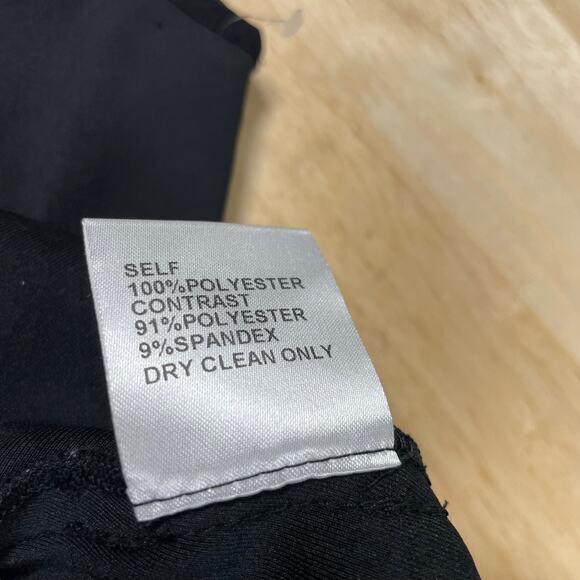 SELF
100%POLYESTER
CONTRAST
91%POLYESTER
9%SPANDEX
DRY CLEAN ONLY